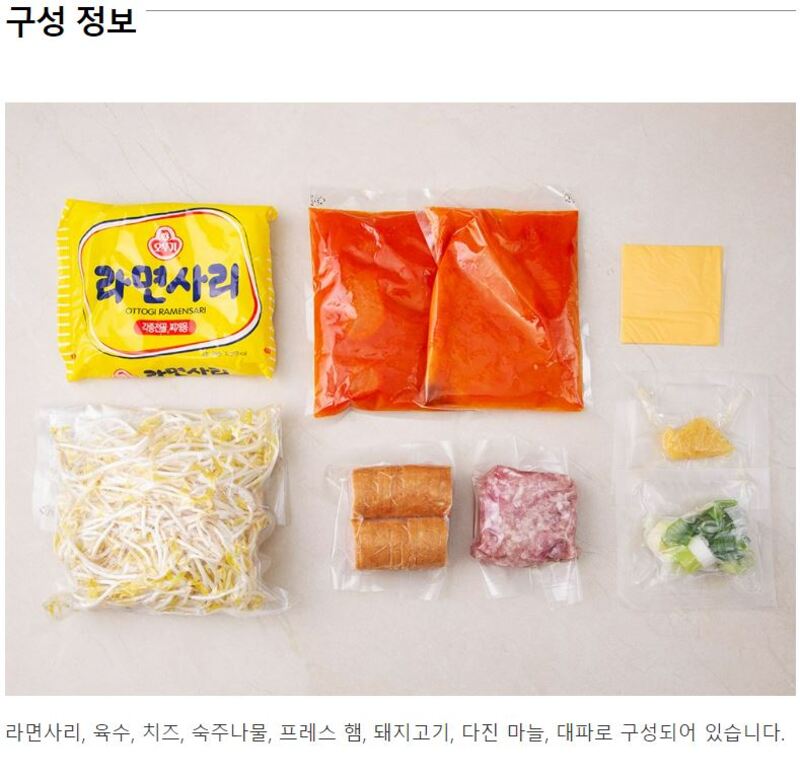 구성 정보
오뚜기
라면사리
OTTOGI RAMENSARI
각종전골, 찌개용
라면사리
라면사리, 육수, 치즈, 숙주나물, 프레스 햄, 돼지고기, 다진 마늘, 대파로 구성되어 있습니다.